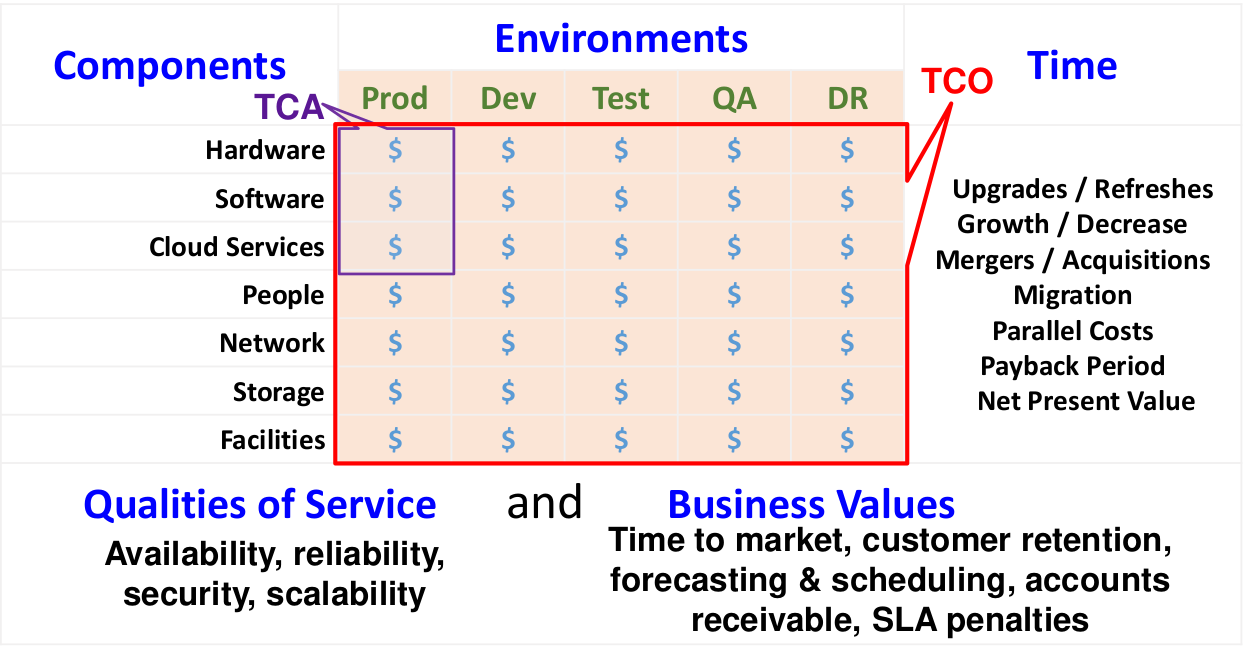 Components
Environments
Time
TCA
Prod Dev Test QA DR
TCO
Hardware $ $ $ $ $
Software $ $ $ $ $
Cloud Services $ $ $ $ $
People $ $ $ $ $
Network $ $ $ $ $
Storage $ $ $ $ $
Facilities $ $ $ $ $
Upgrades / Refreshes
Growth / Decrease
Mergers / Acquisitions
Migration
Parallel Costs
Payback Period
Net Present Value
Qualities of Service and Business Values
Availability, reliability,
security, scalability
Time to market, customer retention,
forecasting & scheduling, accounts
receivable, SLA penalties